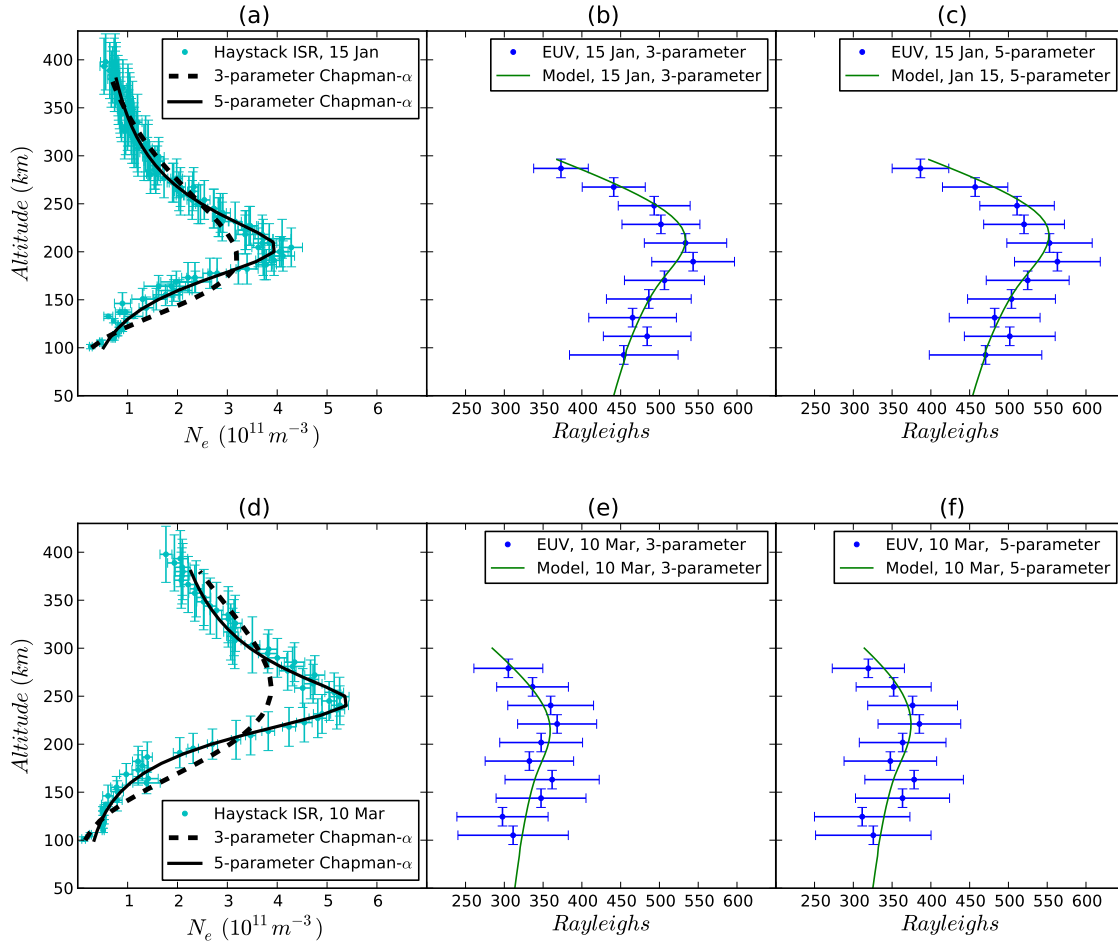 (a)
(b)
(c)
Haystack ISR, 15 Jan
3-parameter Chapman-α
5-parameter Chapman-α
EUV, 15 Jan, 3-parameter
Model, 15 Jan, 3-parameter
EUV, 15 Jan, 5-parameter
Model, Jan 15, 5-parameter
Altitude (km)
400
350
300
250
200
150
100
50
1 2 3 4 5 6
250 300 350 400 450 500 550 600
250 300 350 400 450 500 550 600
N_e (10^11 m^−3)
Rayleighs
Rayleighs
(d)
(e)
(f)
EUV, 10 Mar, 3-parameter
Model, 10 Mar, 3-parameter
EUV, 10 Mar, 5-parameter
Model, 10 Mar, 5-parameter
Altitude (km)
400
350
300
250
200
150
100
50
Haystack ISR, 10 Mar
3-parameter Chapman-α
5-parameter Chapman-α
1 2 3 4 5 6
250 300 350 400 450 500 550 600
250 300 350 400 450 500 550 600
N_e (10^11 m^−3)
Rayleighs
Rayleighs